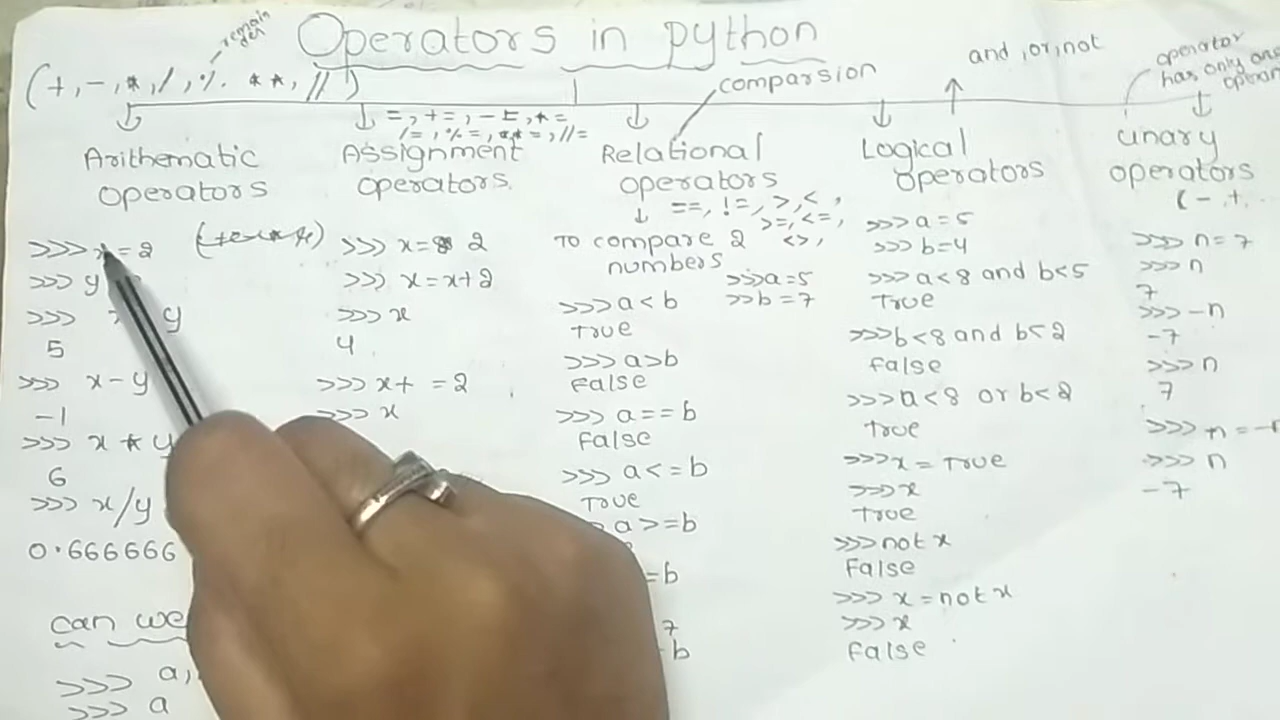 Operators in python
(+, -, *, /, %, **, //)
remain
der
comparsion
and, or, not
operator
has only one
Arithematic
operators
>>> x=2
>>> y
>>> y
5
>>> x-y
-1
>>> x*y
6
>>> x/y
0.666666
can we
>>> a,
>>> a
=, +=, -=, *=
/=, %=, **=, //=
Assignment
operators.
>>> x= 2
>>> x=x+2
>>> x
4
>>> x+ =2
>>> x
Relational
operators
==, !=, >, <,
>=, <=,
<>,
TO compare 2
numbers
>>>a=5
>>b=7
>>>a<b
True
>>>a>b
False
>>> a==b
False
>>> a<=b
True
a>=b
=b
7
b
Logical
operators
>>>a=5
>>>b=4
>>>a<8 and b<5
True
>>>b<8 and b<2
false
>>>a<8 or b<2
True
>>>x=True
>>>x
True
>>>not x
False
>>> x=not x
>>>x
false
unary
operators
(-, +,
>>> n=7
>>> n
7
>>> -n
-7
>>> n
7
>>> n=-n
>>> n
-7